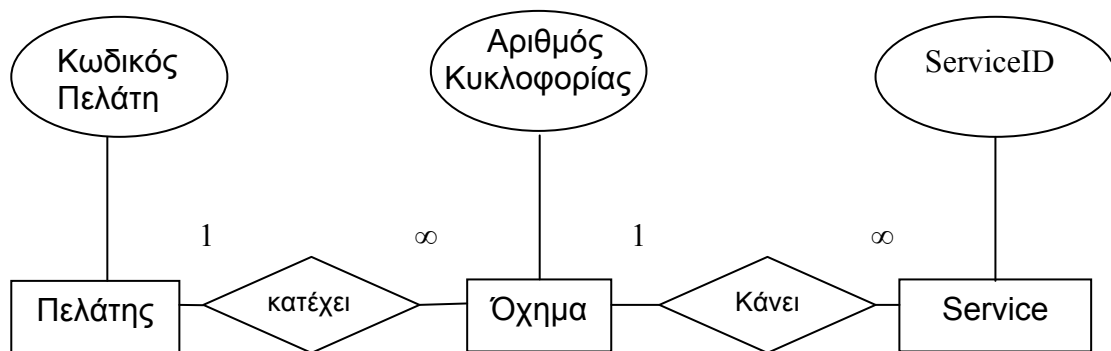 Κωδικός
Πελάτη
Αριθμός
Κυκλοφορίας
ServiceID
1
∞
1
∞
Πελάτης
κατέχει
Όχημα
Κάνει
Service